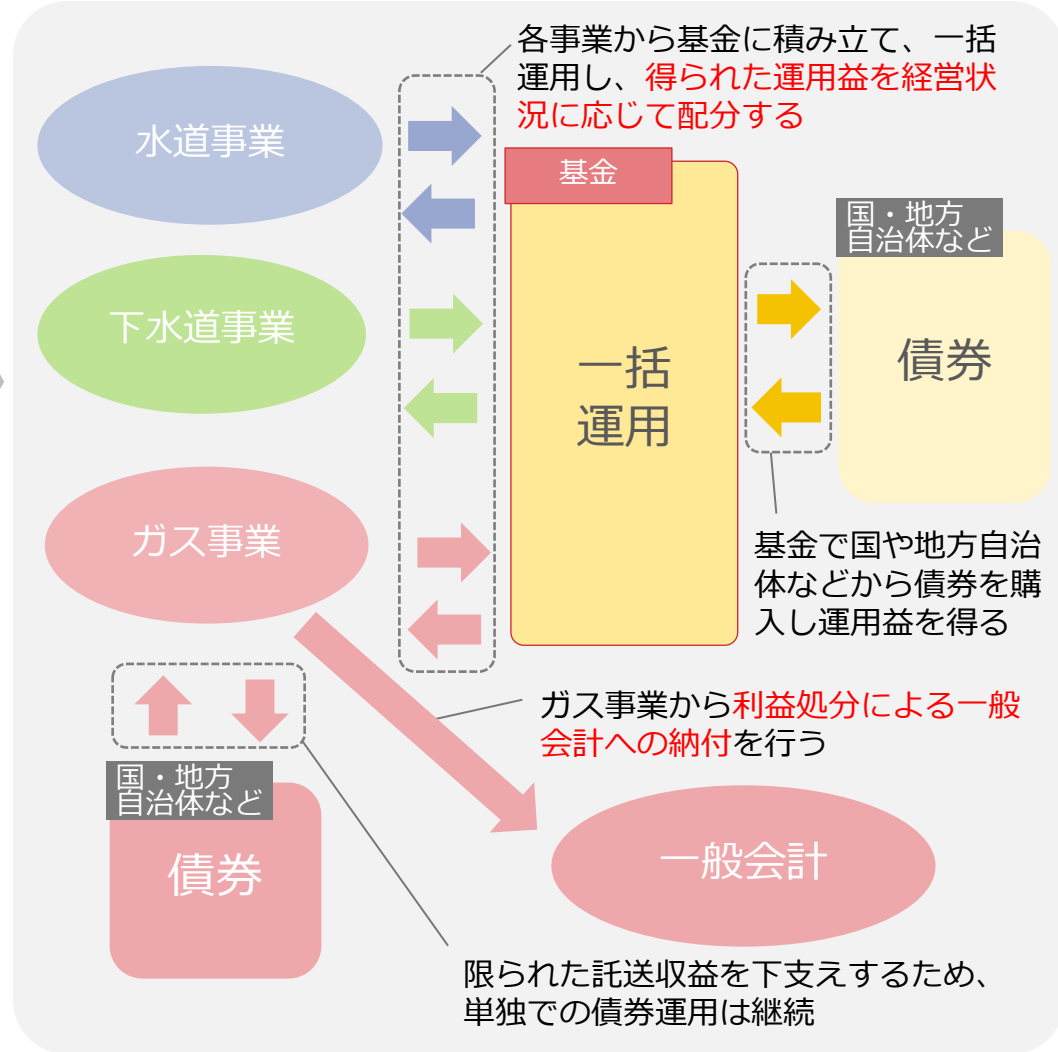 各事業から基金に積み立て、一括
運用し、得られた運用益を経営状
況に応じて配分する
水道事業
基金
国・地方
自治体など
下水道事業
一括
運用
債券
ガス事業
基金で国や地方自治
体などから債券を購
入し運用益を得る
ガス事業から利益処分による一般
会計への納付を行う
国・地方
自治体など
債券
一般会計
限られた託送収益を下支えするため、
単独での債券運用は継続